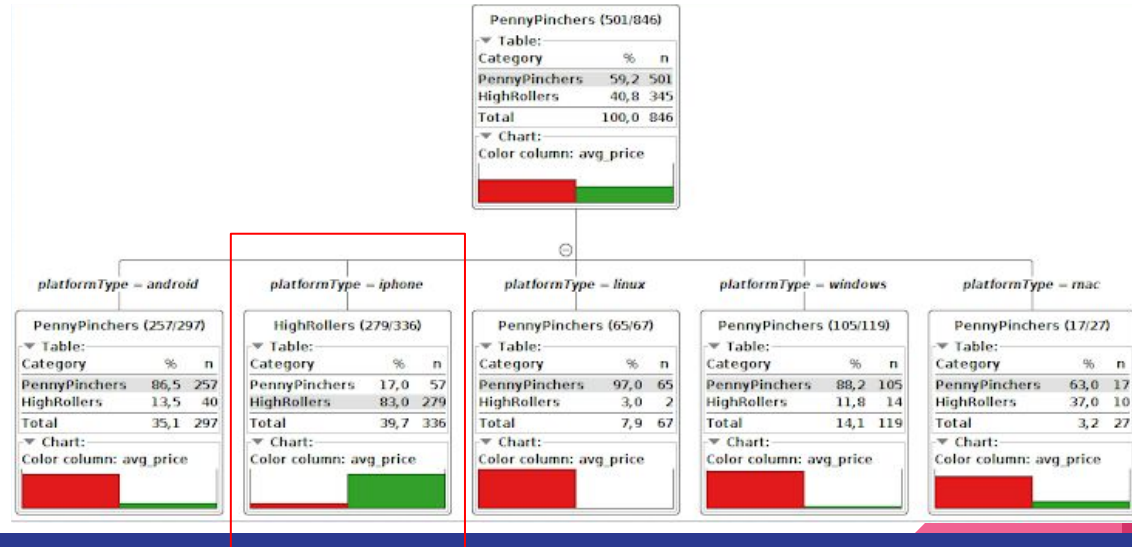 PennyPinchers (501/846)
Table:
Category % n
PennyPinchers 59,2 501
HighRollers 40,8 345
Total 100,0 846
Chart:
Color column: avg_price
platformType = android
platformType = iphone
platformType = linux
platformType = windows
platformType = mac
PennyPinchers (257/297)
Table:
Category % n
PennyPinchers 86,5 257
HighRollers 13,5 40
Total 35,1 297
Chart:
Color column: avg_price
HighRollers (279/336)
Table:
Category % n
PennyPinchers 17,0 57
HighRollers 83,0 279
Total 39,7 336
Chart:
Color column: avg_price
PennyPinchers (65/67)
Table:
Category % n
PennyPinchers 97,0 65
HighRollers 3,0 2
Total 7,9 67
Chart:
Color column: avg_price
PennyPinchers (105/119)
Table:
Category % n
PennyPinchers 88,2 105
HighRollers 11,8 14
Total 14,1 119
Chart:
Color column: avg_price
PennyPinchers (17/27)
Table:
Category % n
PennyPinchers 63,0 17
HighRollers 37,0 10
Total 3,2 27
Chart:
Color column: avg_price